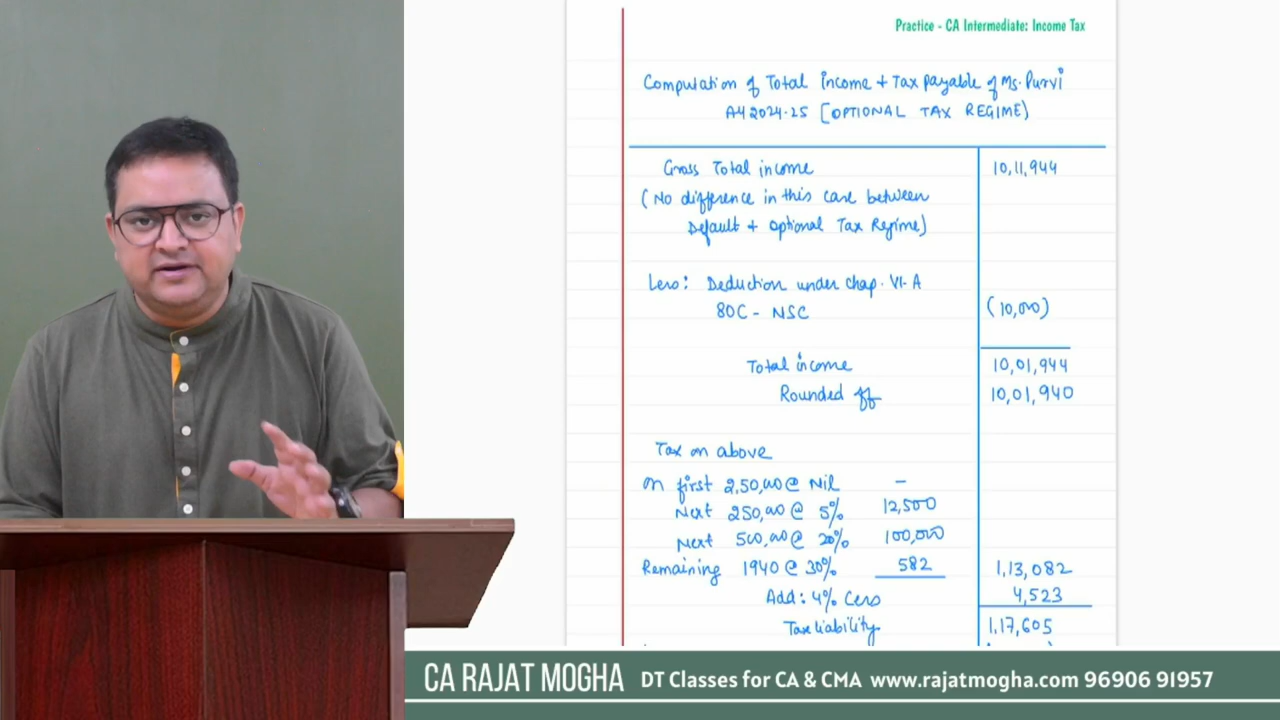 Practice - CA Intermediate: Income Tax
Computation of Total Income + Tax payable of Ms. Purvi
AY 2024-25 [OPTIONAL TAX REGIME)
Gross Total income 10,11,944
(No difference in this case between
Default + Optional Tax Regime)
Less: Deduction under chap. VI-A
80C - NSC (10,000)
Total income 10,01,944
Rounded off 10,01,940
Tax on above
On first 2,50,000 @ Nil -
Next 250,000 @ 5% 12,500
Next 500,000 @ 20% 100,000
Remaining 1940 @ 30% 582 1,13,082
Add: 4% Cess 4,523
Tax liability 1,17,605
CA RAJAT MOGHA DT Classes for CA & CMA www.rajatmogha.com 96906 91957